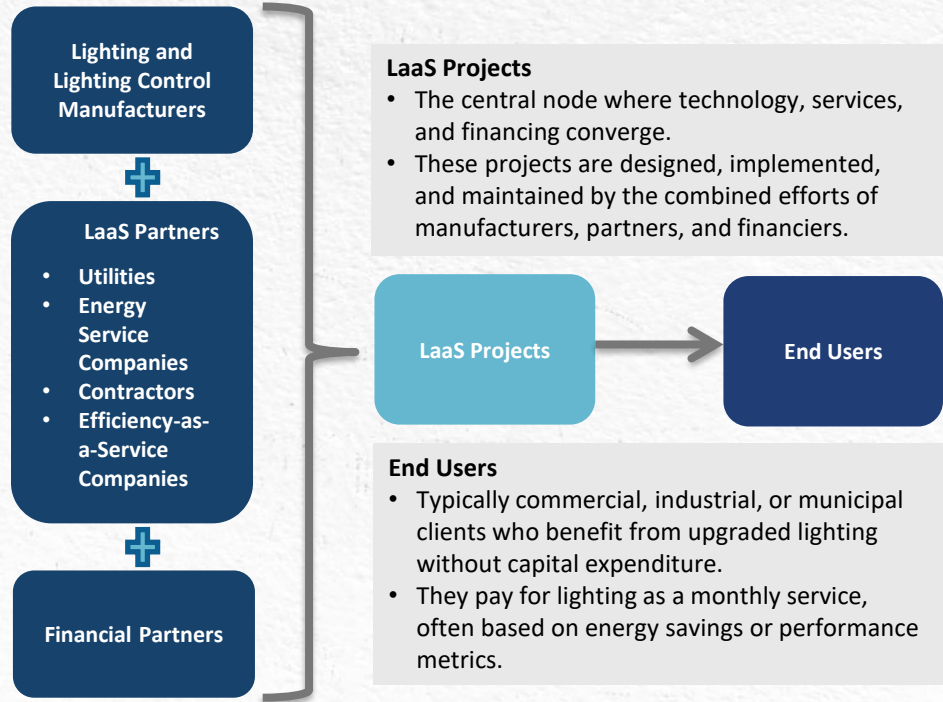 Lighting and
Lighting Control
Manufacturers
LaaS Partners
• Utilities
• Energy
Service
Companies
• Contractors
• Efficiency-as-
a-Service
Companies
Financial Partners
LaaS Projects
• The central node where technology, services,
and financing converge.
• These projects are designed, implemented,
and maintained by the combined efforts of
manufacturers, partners, and financiers.
LaaS Projects
End Users
End Users
• Typically commercial, industrial, or municipal
clients who benefit from upgraded lighting
without capital expenditure.
• They pay for lighting as a monthly service,
often based on energy savings or performance
metrics.